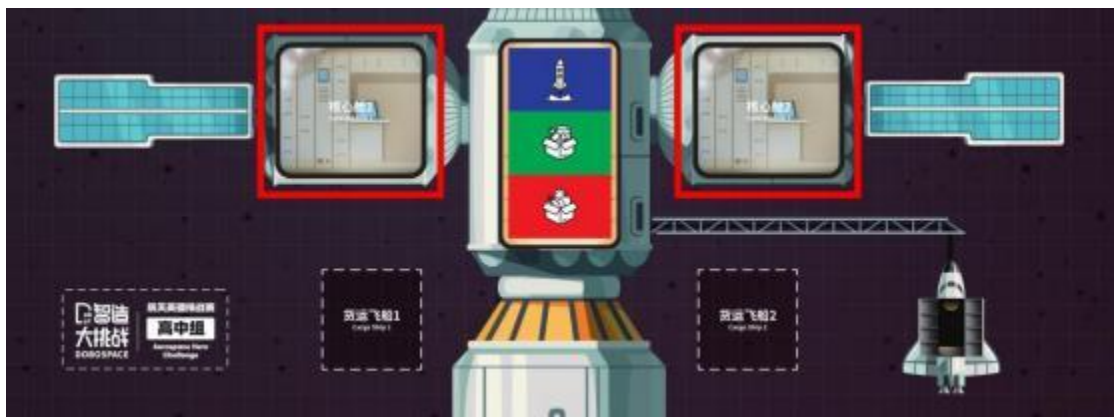 核心舱1
核心舱2
智造
大挑战
DOBOSPACE
航天英雄挑战赛
高中组
Aerospace Hero
Challenge
货运飞船1
Cargo Ship 1
货运飞船2
Cargo Ship 2